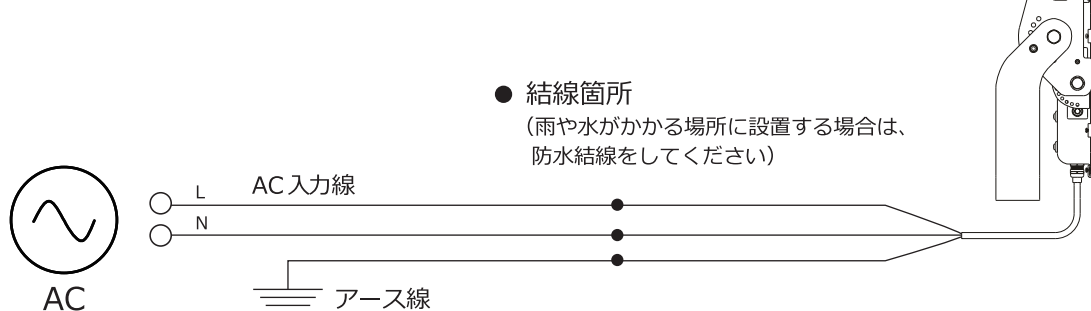 ● 結線箇所
（雨や水がかかる場所に設置する場合は、
防水結線をしてください）
L
AC入力線
N
アース線
AC